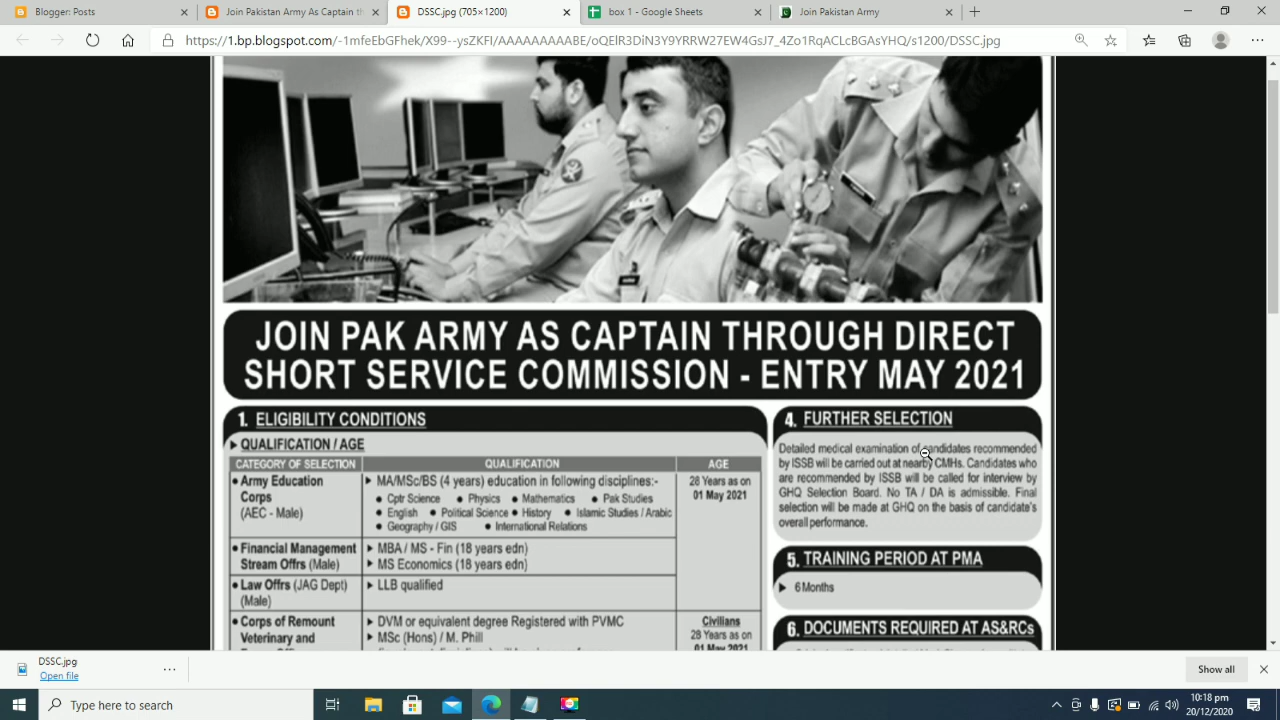 Blogger: Posts
Join Pakistan Army As Captain th
DSSC.jpg (705×1200)
box 1 - Google Sheets
Join Pakistan Army
https://1.bp.blogspot.com/-1mfeEbGFhek/X99--ysZKFI/AAAAAAAAABE/oQElR3DiN3Y9YRRW27EW4GsJ7_4Zo1RqACLcBGAsYHQ/s1200/DSSC.jpg
JOIN PAK ARMY AS CAPTAIN THROUGH DIRECT
SHORT SERVICE COMMISSION - ENTRY MAY 2021
1. ELIGIBILITY CONDITIONS
QUALIFICATION / AGE
CATEGORY OF SELECTION QUALIFICATION AGE
Army Education
Corps
(AEC - Male)
MA/MSc/BS (4 years) education in following disciplines:-
• Cptr Science • Physics • Mathematics • Pak Studies
• English • Political Science • History • Islamic Studies / Arabic
• Geography / GIS • International Relations
28 Years as on
01 May 2021
• Financial Management
Stream Offrs (Male)
MBA / MS - Fin (18 years edn)
MS Economics (18 years edn)
• Law Offrs (JAG Dept)
(Male)
LLB qualified
• Corps of Remount
Veterinary and
DVM or equivalent degree Registered with PVMC
MSc (Hons) / M. Phill
Civilians
28 Years as on
01 May 2021
4. FURTHER SELECTION
Detailed medical examination of candidates recommended
by ISSB will be carried out at nearby CMHs. Candidates who
are recommended by ISSB will be called for interview by
GHQ Selection Board. No TA / DA is admissible. Final
selection will be made at GHQ on the basis of candidate's
overall performance.
5. TRAINING PERIOD AT PMA
6 Months
6. DOCUMENTS REQUIRED AT AS&RCs
DSSC.jpg
Open file
Show all
Type here to search
10:18 pm
20/12/2020